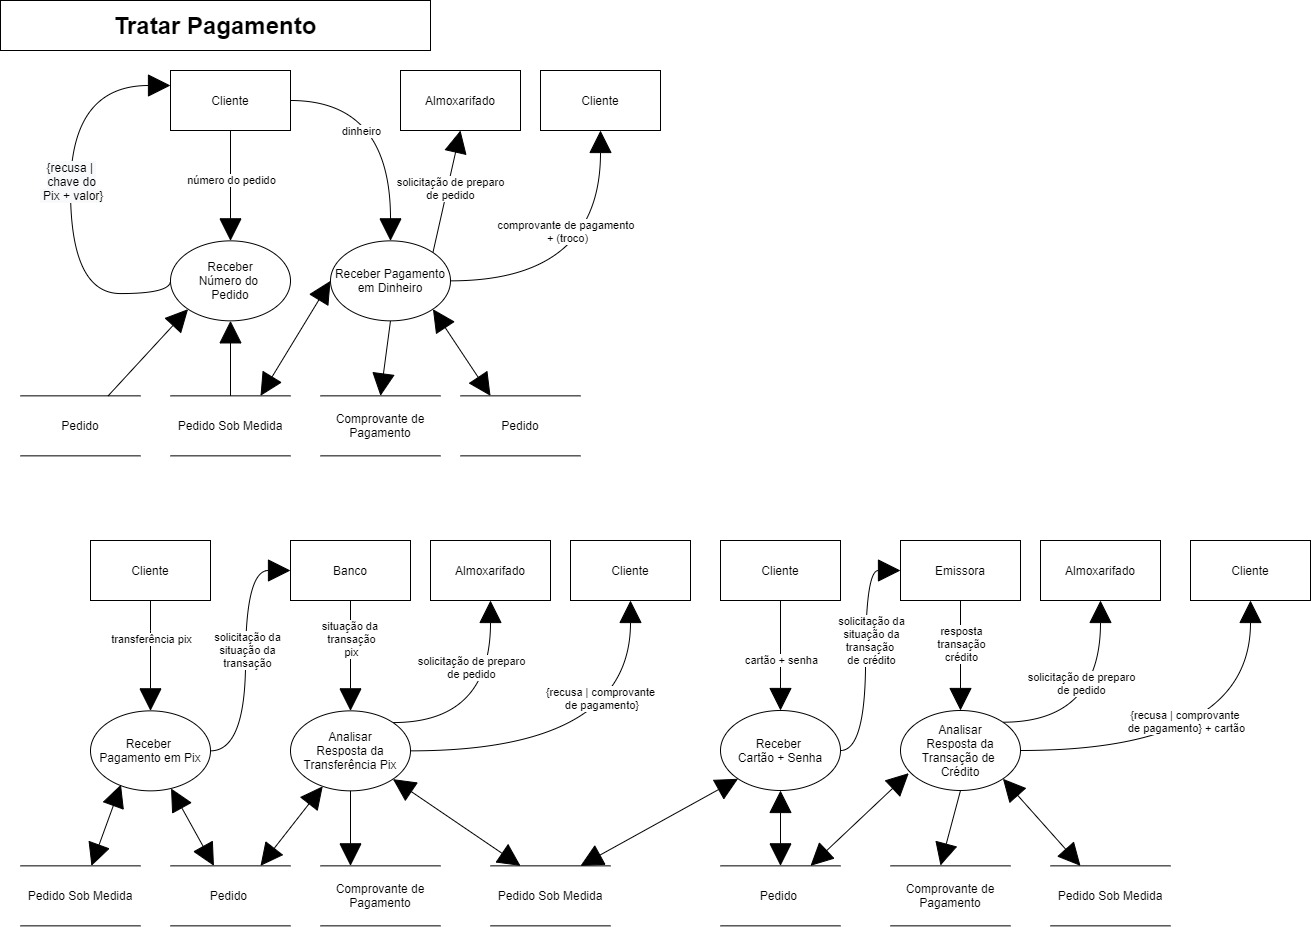 Tratar Pagamento
Cliente
Almoxarifado
Cliente
dinheiro
{recusa |
chave do
Pix + valor}
número do pedido
solicitação de preparo
de pedido
comprovante de pagamento
+ (troco)
Receber
Número do
Pedido
Receber Pagamento
em Dinheiro
Pedido
Pedido Sob Medida
Comprovante de
Pagamento
Pedido
Cliente
Banco
Almoxarifado
Cliente
Cliente
Emissora
Almoxarifado
Cliente
transferência pix
solicitação da
situação da
transação
situação da
transação
pix
solicitação de preparo
de pedido
{recusa | comprovante
de pagamento}
cartão + senha
solicitação da
situação da
transação
de crédito
resposta
transação
crédito
solicitação de preparo
de pedido
{recusa | comprovante
de pagamento} + cartão
Receber
Pagamento em Pix
Analisar
Resposta da
Transferência Pix
Receber
Cartão + Senha
Analisar
Resposta da
Transação de
Crédito
Pedido Sob Medida
Pedido
Comprovante de
Pagamento
Pedido Sob Medida
Pedido
Comprovante de
Pagamento
Pedido Sob Medida